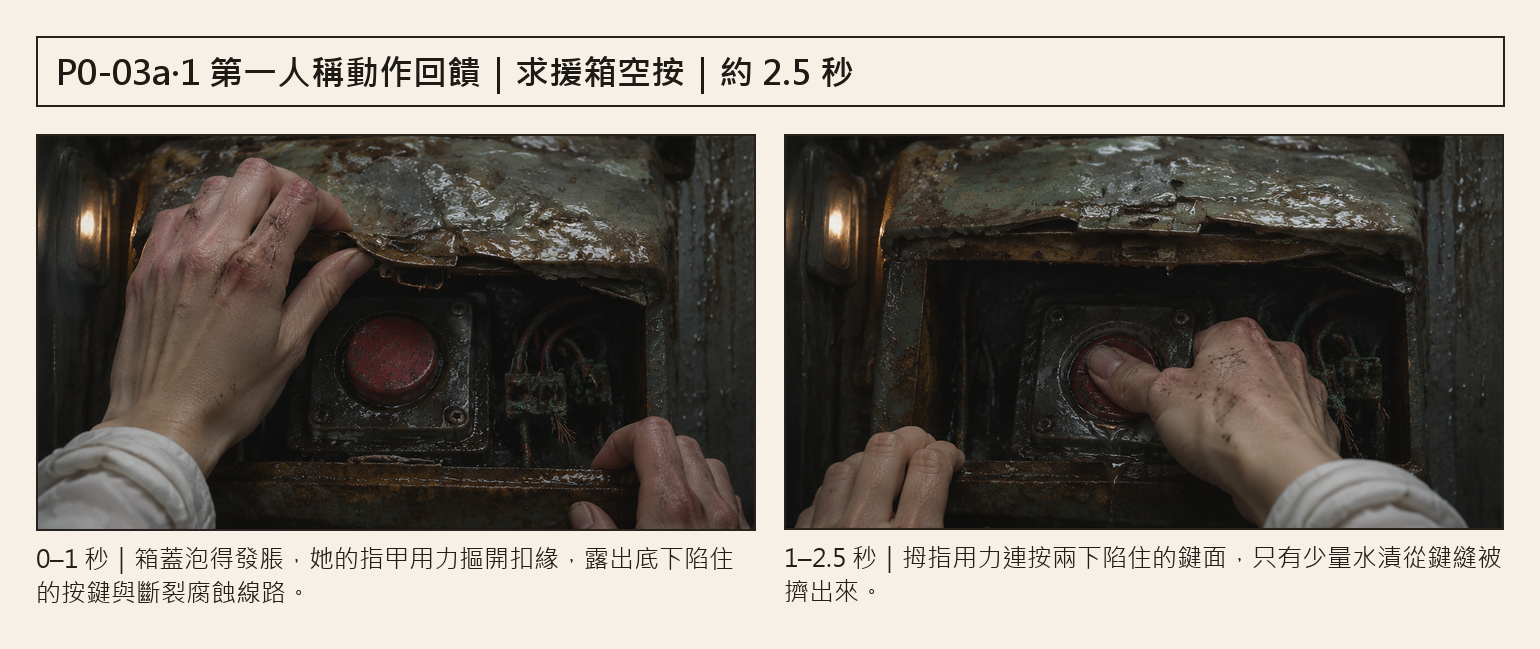 P0-03a·1 第一人稱動作回饋｜求援箱空按｜約 2.5 秒
0–1 秒｜箱蓋泡得發脹，她的指甲用力摳開扣緣，露出底下陷住
的按鍵與斷裂腐蝕線路。
1–2.5 秒｜拇指用力連按兩下陷住的鍵面，只有少量水漬從鍵縫被
擠出來。